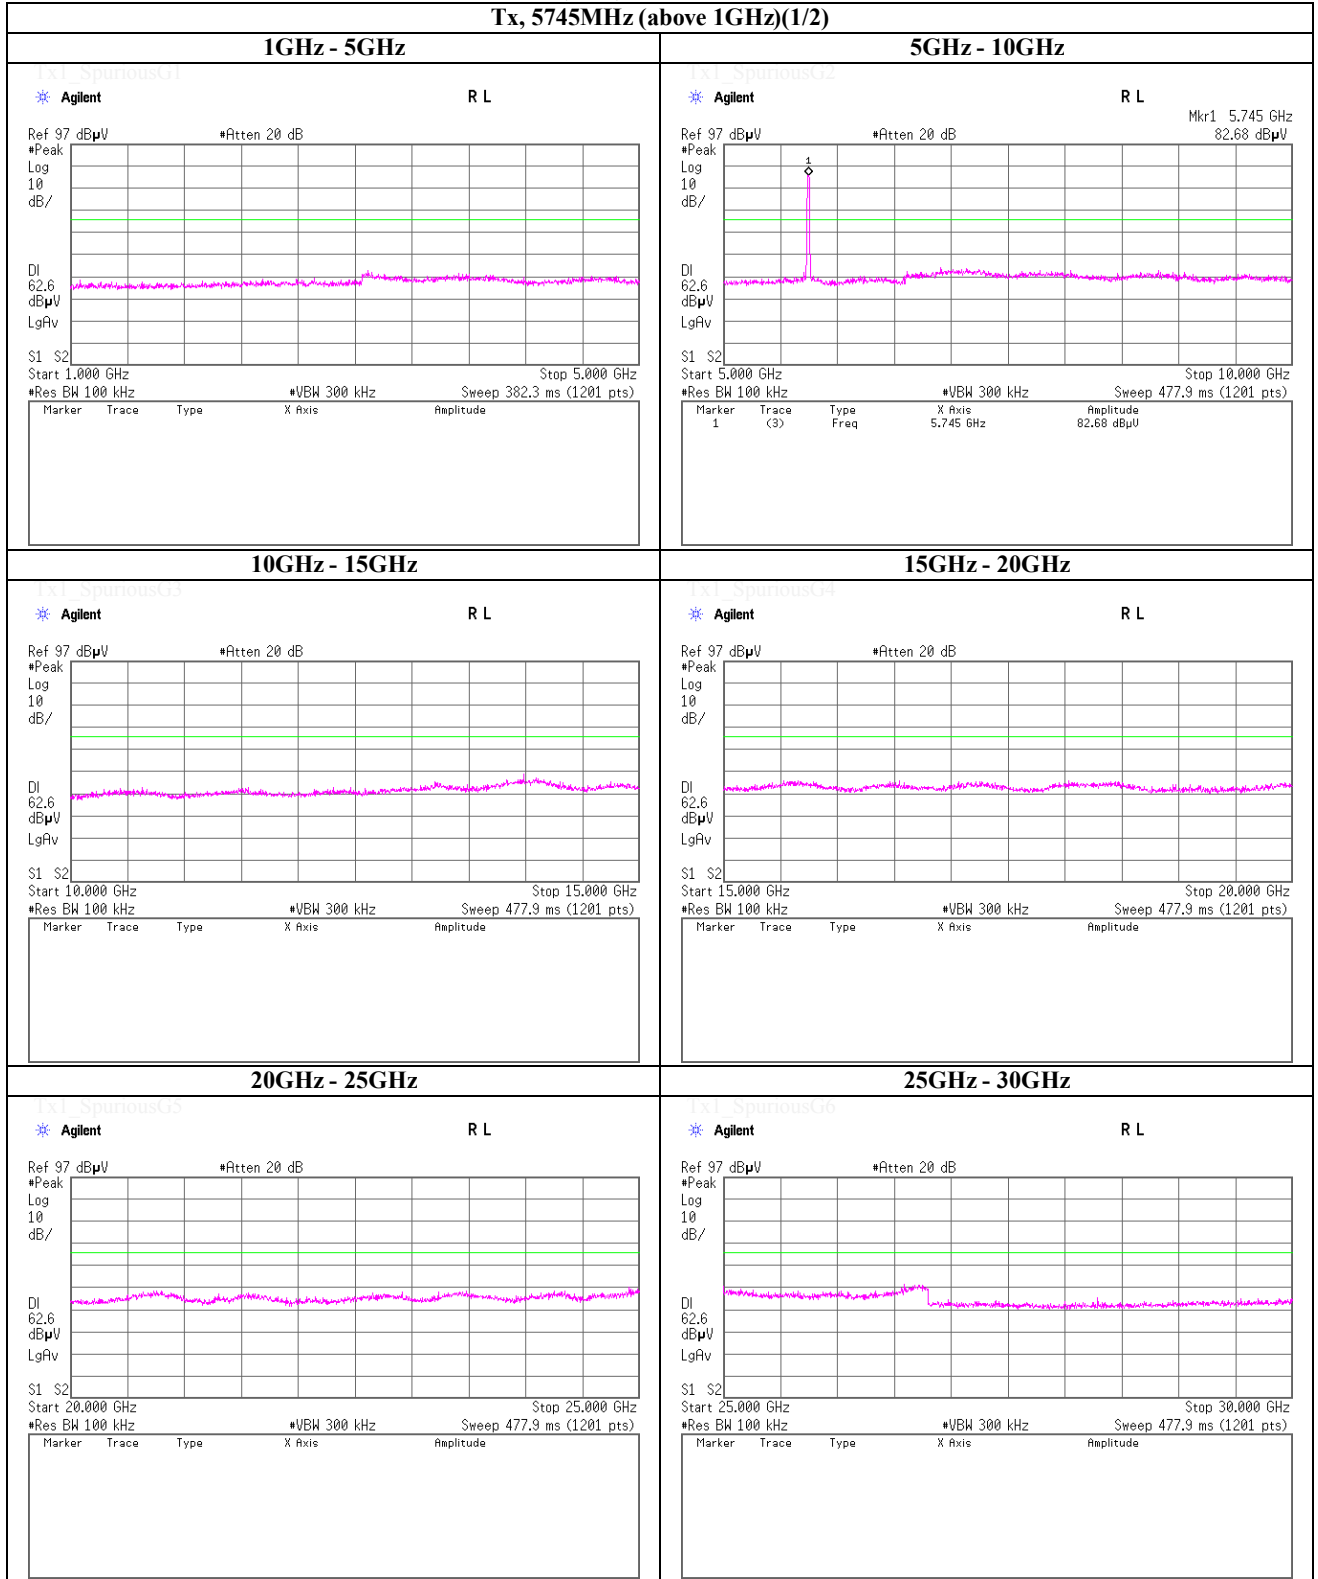 Tx, 5745MHz (above 1GHz)(1/2)
1GHz - 5GHz
Tx1_SpuriousG1
Agilent R L
Ref 97 dBµV #Atten 20 dB
#Peak
Log
10
dB/
DI
62.6
dBµV
LgAv
S1 S2
Start 1.000 GHz Stop 5.000 GHz
#Res BW 100 kHz #VBW 300 kHz Sweep 382.3 ms (1201 pts)
Marker Trace Type X Axis Amplitude
5GHz - 10GHz
Tx1_SpuriousG2
Agilent R L
Mkr1 5.745 GHz
Ref 97 dBµV #Atten 20 dB 82.68 dBµV
#Peak
Log
10
dB/
1
DI
62.6
dBµV
LgAv
S1 S2
Start 5.000 GHz Stop 10.000 GHz
#Res BW 100 kHz #VBW 300 kHz Sweep 477.9 ms (1201 pts)
Marker Trace Type X Axis Amplitude
1 (3) Freq 5.745 GHz 82.68 dBµV
10GHz - 15GHz
Tx1_SpuriousG3
Agilent R L
Ref 97 dBµV #Atten 20 dB
#Peak
Log
10
dB/
DI
62.6
dBµV
LgAv
S1 S2
Start 10.000 GHz Stop 15.000 GHz
#Res BW 100 kHz #VBW 300 kHz Sweep 477.9 ms (1201 pts)
Marker Trace Type X Axis Amplitude
15GHz - 20GHz
Tx1_SpuriousG4
Agilent R L
Ref 97 dBµV #Atten 20 dB
#Peak
Log
10
dB/
DI
62.6
dBµV
LgAv
S1 S2
Start 15.000 GHz Stop 20.000 GHz
#Res BW 100 kHz #VBW 300 kHz Sweep 477.9 ms (1201 pts)
Marker Trace Type X Axis Amplitude
20GHz - 25GHz
Tx1_SpuriousG5
Agilent R L
Ref 97 dBµV #Atten 20 dB
#Peak
Log
10
dB/
DI
62.6
dBµV
LgAv
S1 S2
Start 20.000 GHz Stop 25.000 GHz
#Res BW 100 kHz #VBW 300 kHz Sweep 477.9 ms (1201 pts)
Marker Trace Type X Axis Amplitude
25GHz - 30GHz
Tx1_SpuriousG6
Agilent R L
Ref 97 dBµV #Atten 20 dB
#Peak
Log
10
dB/
DI
62.6
dBµV
LgAv
S1 S2
Start 25.000 GHz Stop 30.000 GHz
#Res BW 100 kHz #VBW 300 kHz Sweep 477.9 ms (1201 pts)
Marker Trace Type X Axis Amplitude